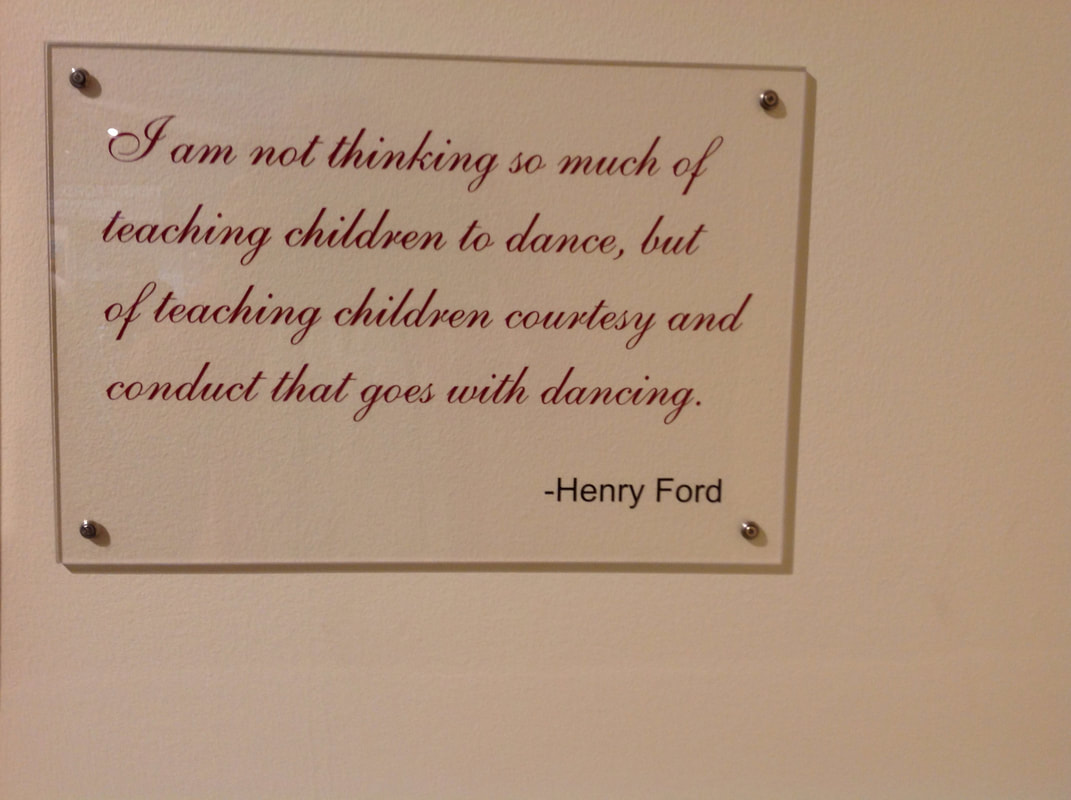 I am not thinking so much of
teaching children to dance, but
of teaching children courtesy and
conduct that goes with dancing.
-Henry Ford